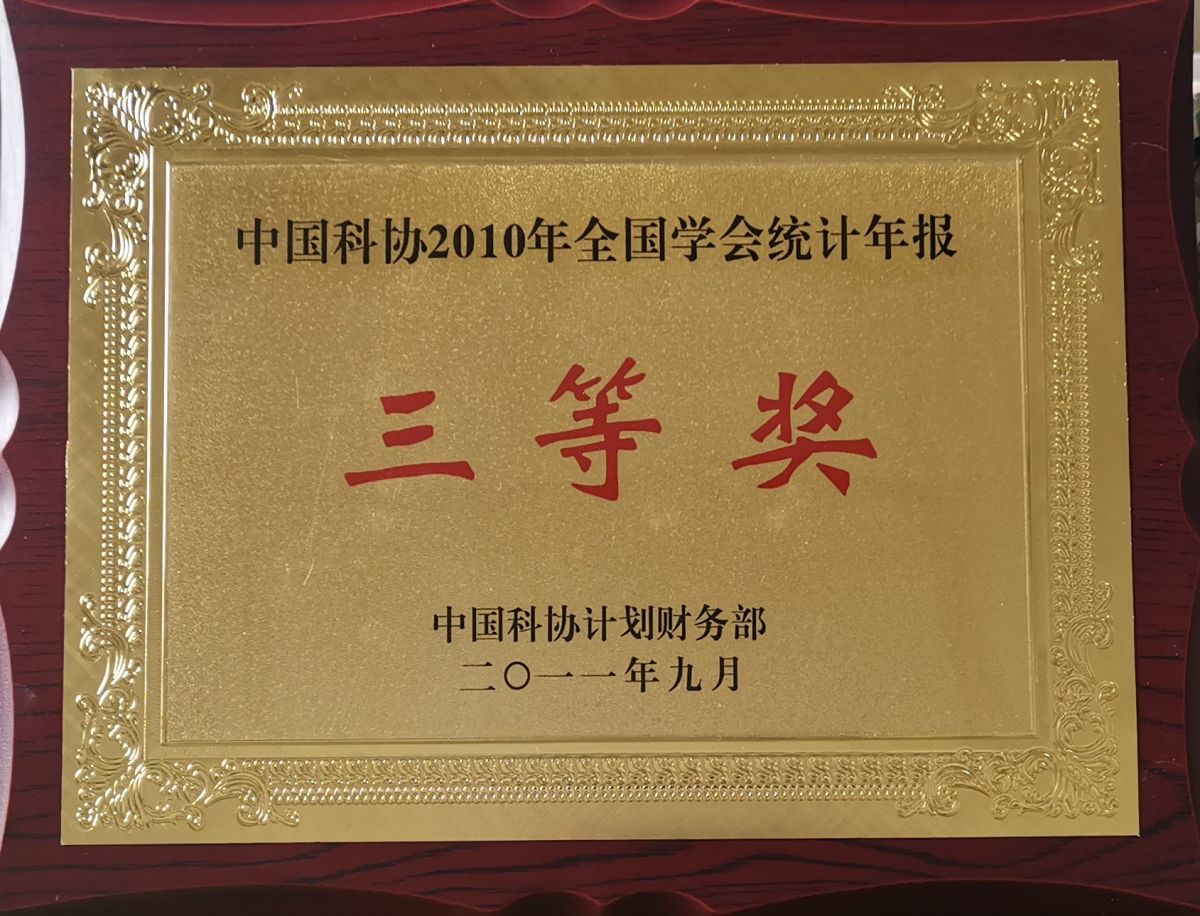 中国科协2010年全国学会统计年报
三等奖
中国科协计划财务部
二〇一一年九月